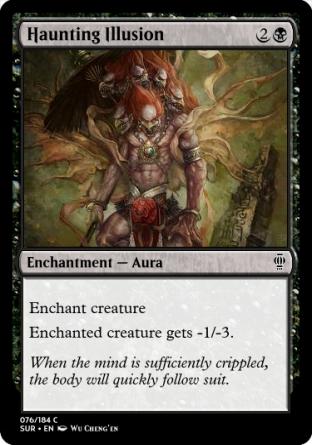 Haunting Illusion 2
Enchantment — Aura
Enchant creature
Enchanted creature gets -1/-3.
When the mind is sufficiently crippled,
the body will quickly follow suit.
076/184 C
SUR • EN Wu Cheng'en